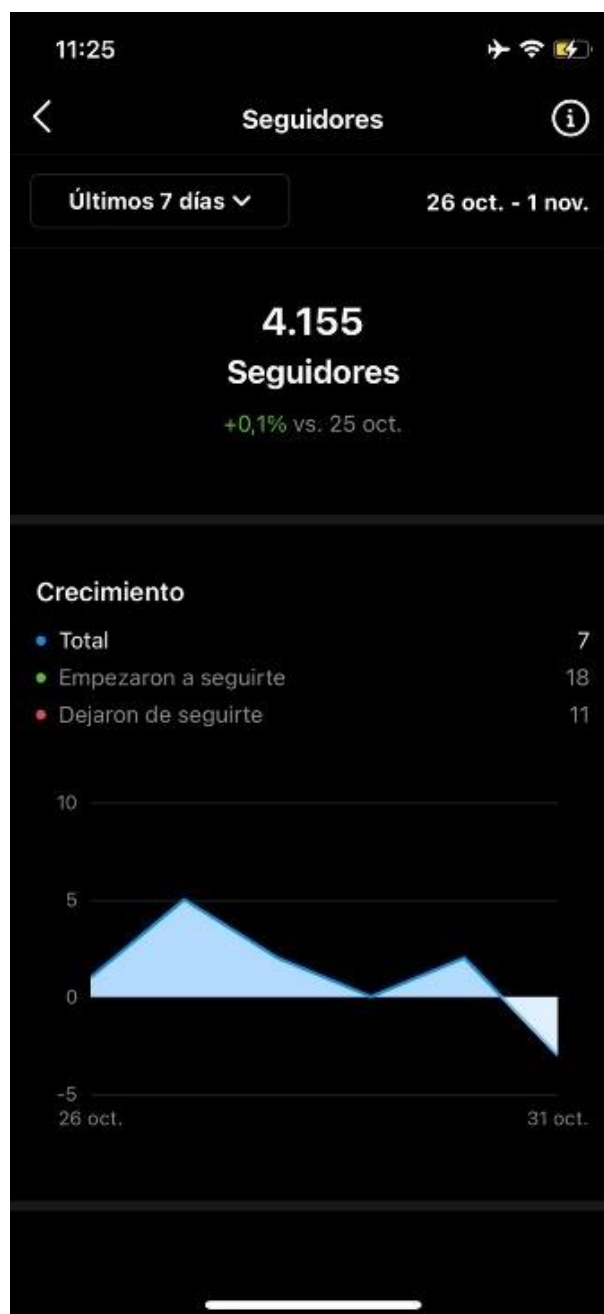 11:25
Seguidores
Últimos 7 días
26 oct. - 1 nov.
4.155
Seguidores
+0,1% vs. 25 oct.
Crecimiento
Total 7
Empezaron a seguirte 18
Dejaron de seguirte 11
10
5
0
-5
26 oct. 31 oct.